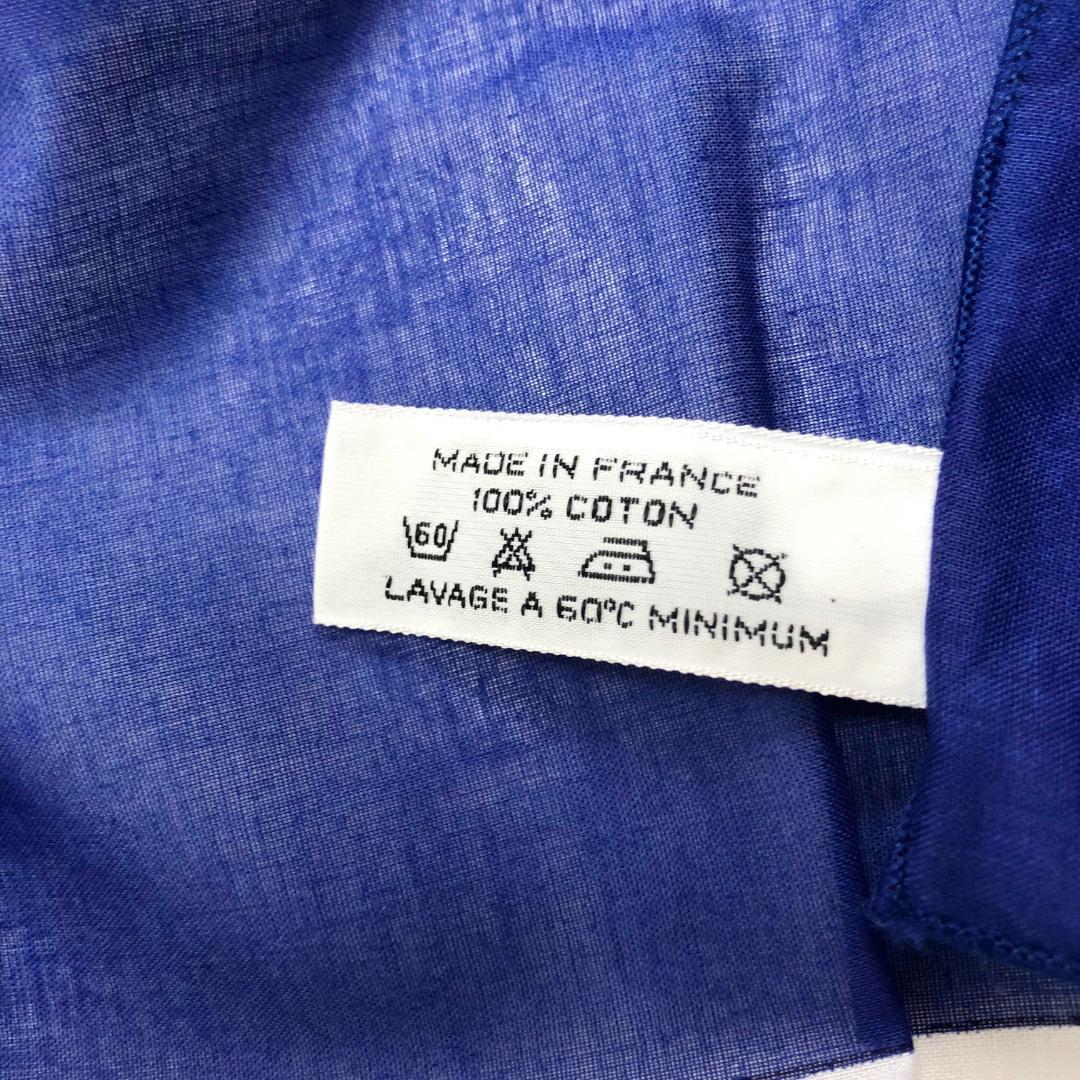 MADE IN FRANCE
100% COTON
60
LAVAGE A 60°C MINIMUM